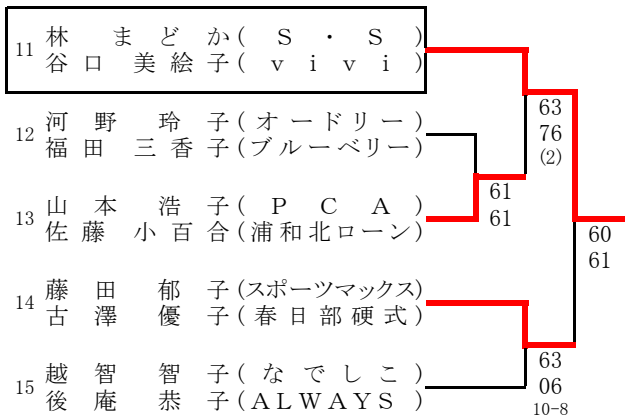 11 林 まどか(S・S)
谷口 美絵子(vivi)
63
76
(2)
12 河野 玲子(オードリー)
福田 三香子(ブルーベリー)
61
61
13 山本 浩子(PCA)
佐藤 小百合(浦和北ローン)
60
61
14 藤田 郁子(スポーツマックス)
古澤 優子(春日部硬式)
63
06
10-8
15 越智 智子(なでしこ)
後庵 恭子(ALWAYS)